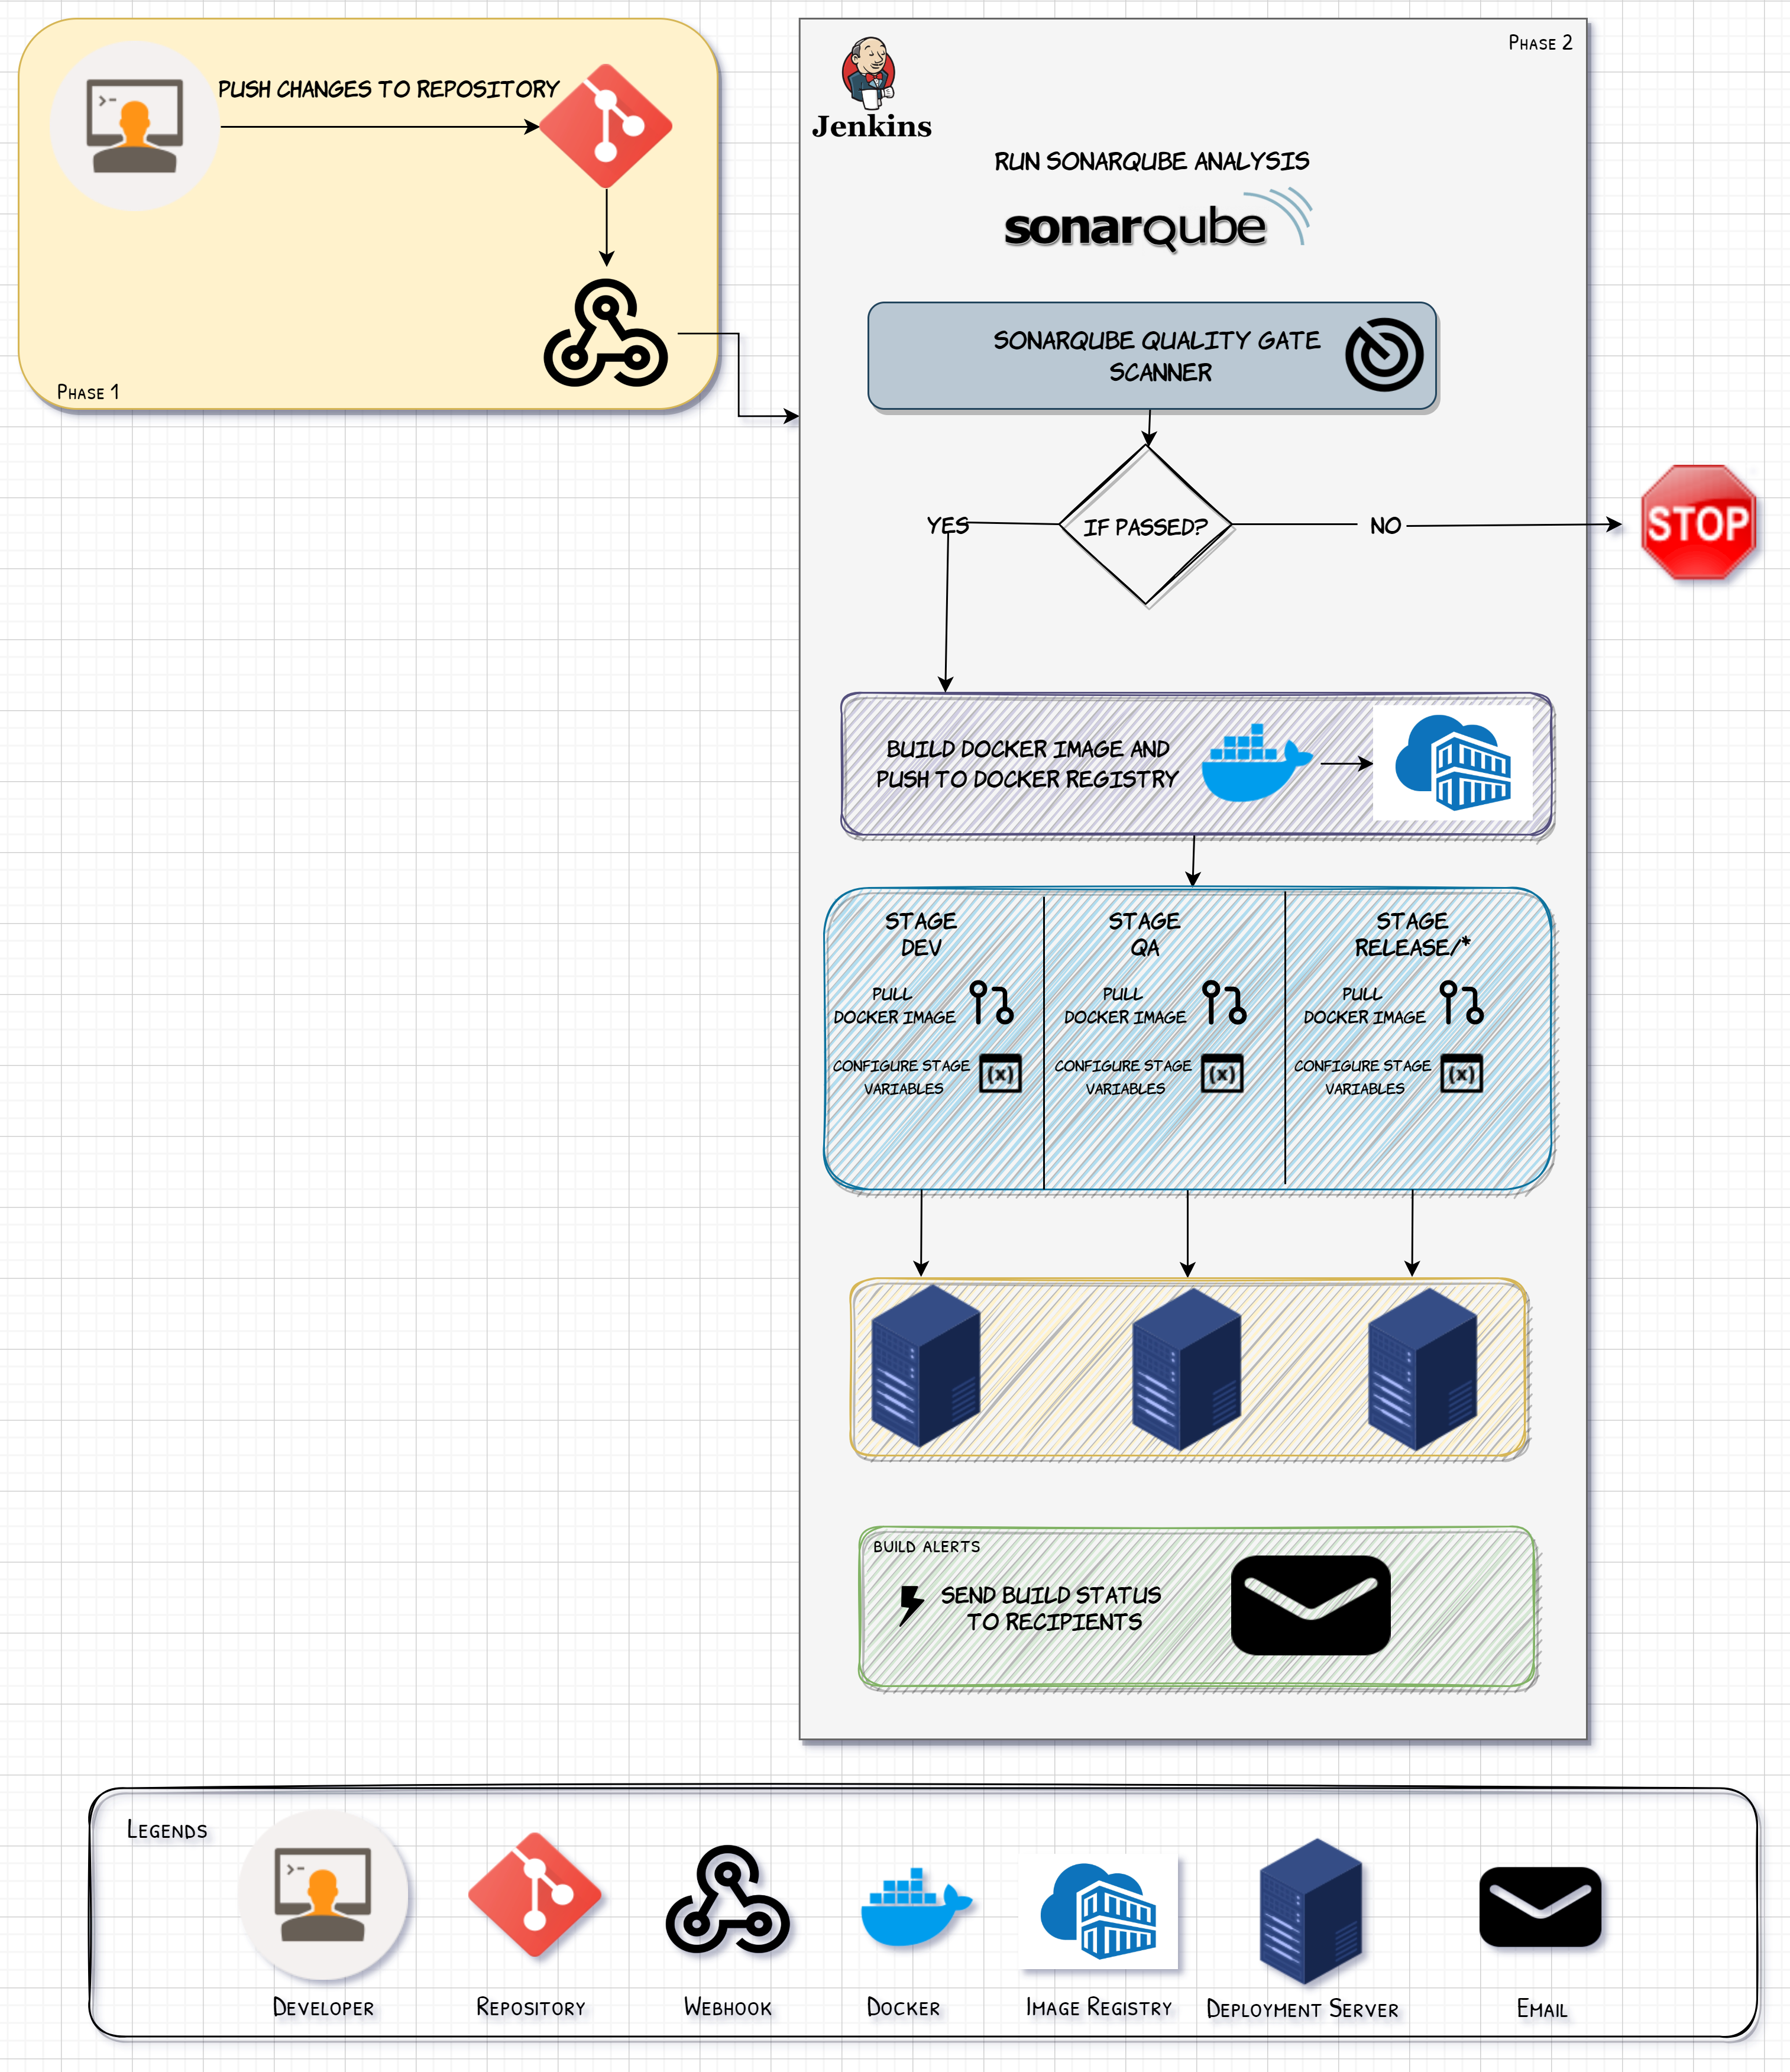 PUSH CHANGES TO REPOSITORY
Phase 1
Phase 2
Jenkins
RUN SONARQUBE ANALYSIS
sonarqube
SONARQUBE QUALITY GATE
SCANNER
IF PASSED?
YES
NO
STOP
BUILD DOCKER IMAGE AND
PUSH TO DOCKER REGISTRY
STAGE
DEV
PULL
DOCKER IMAGE
CONFIGURE STAGE
VARIABLES
(x)
STAGE
QA
PULL
DOCKER IMAGE
CONFIGURE STAGE
VARIABLES
(x)
STAGE
RELEASE/*
PULL
DOCKER IMAGE
CONFIGURE STAGE
VARIABLES
(x)
BUILD ALERTS
SEND BUILD STATUS
TO RECIPIENTS
Legends
Developer
Repository
Webhook
Docker
Image Registry
Deployment Server
Email